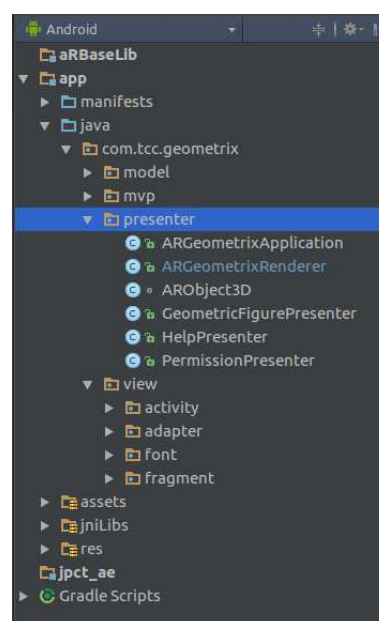 Android
aRBaseLib
app
manifests
java
com.tcc.geometrix
model
mvp
presenter
ARGeometrixApplication
ARGeometrixRenderer
ARObject3D
GeometricFigurePresenter
HelpPresenter
PermissionPresenter
view
activity
adapter
font
fragment
assets
jniLibs
res
jpct_ae
Gradle Scripts